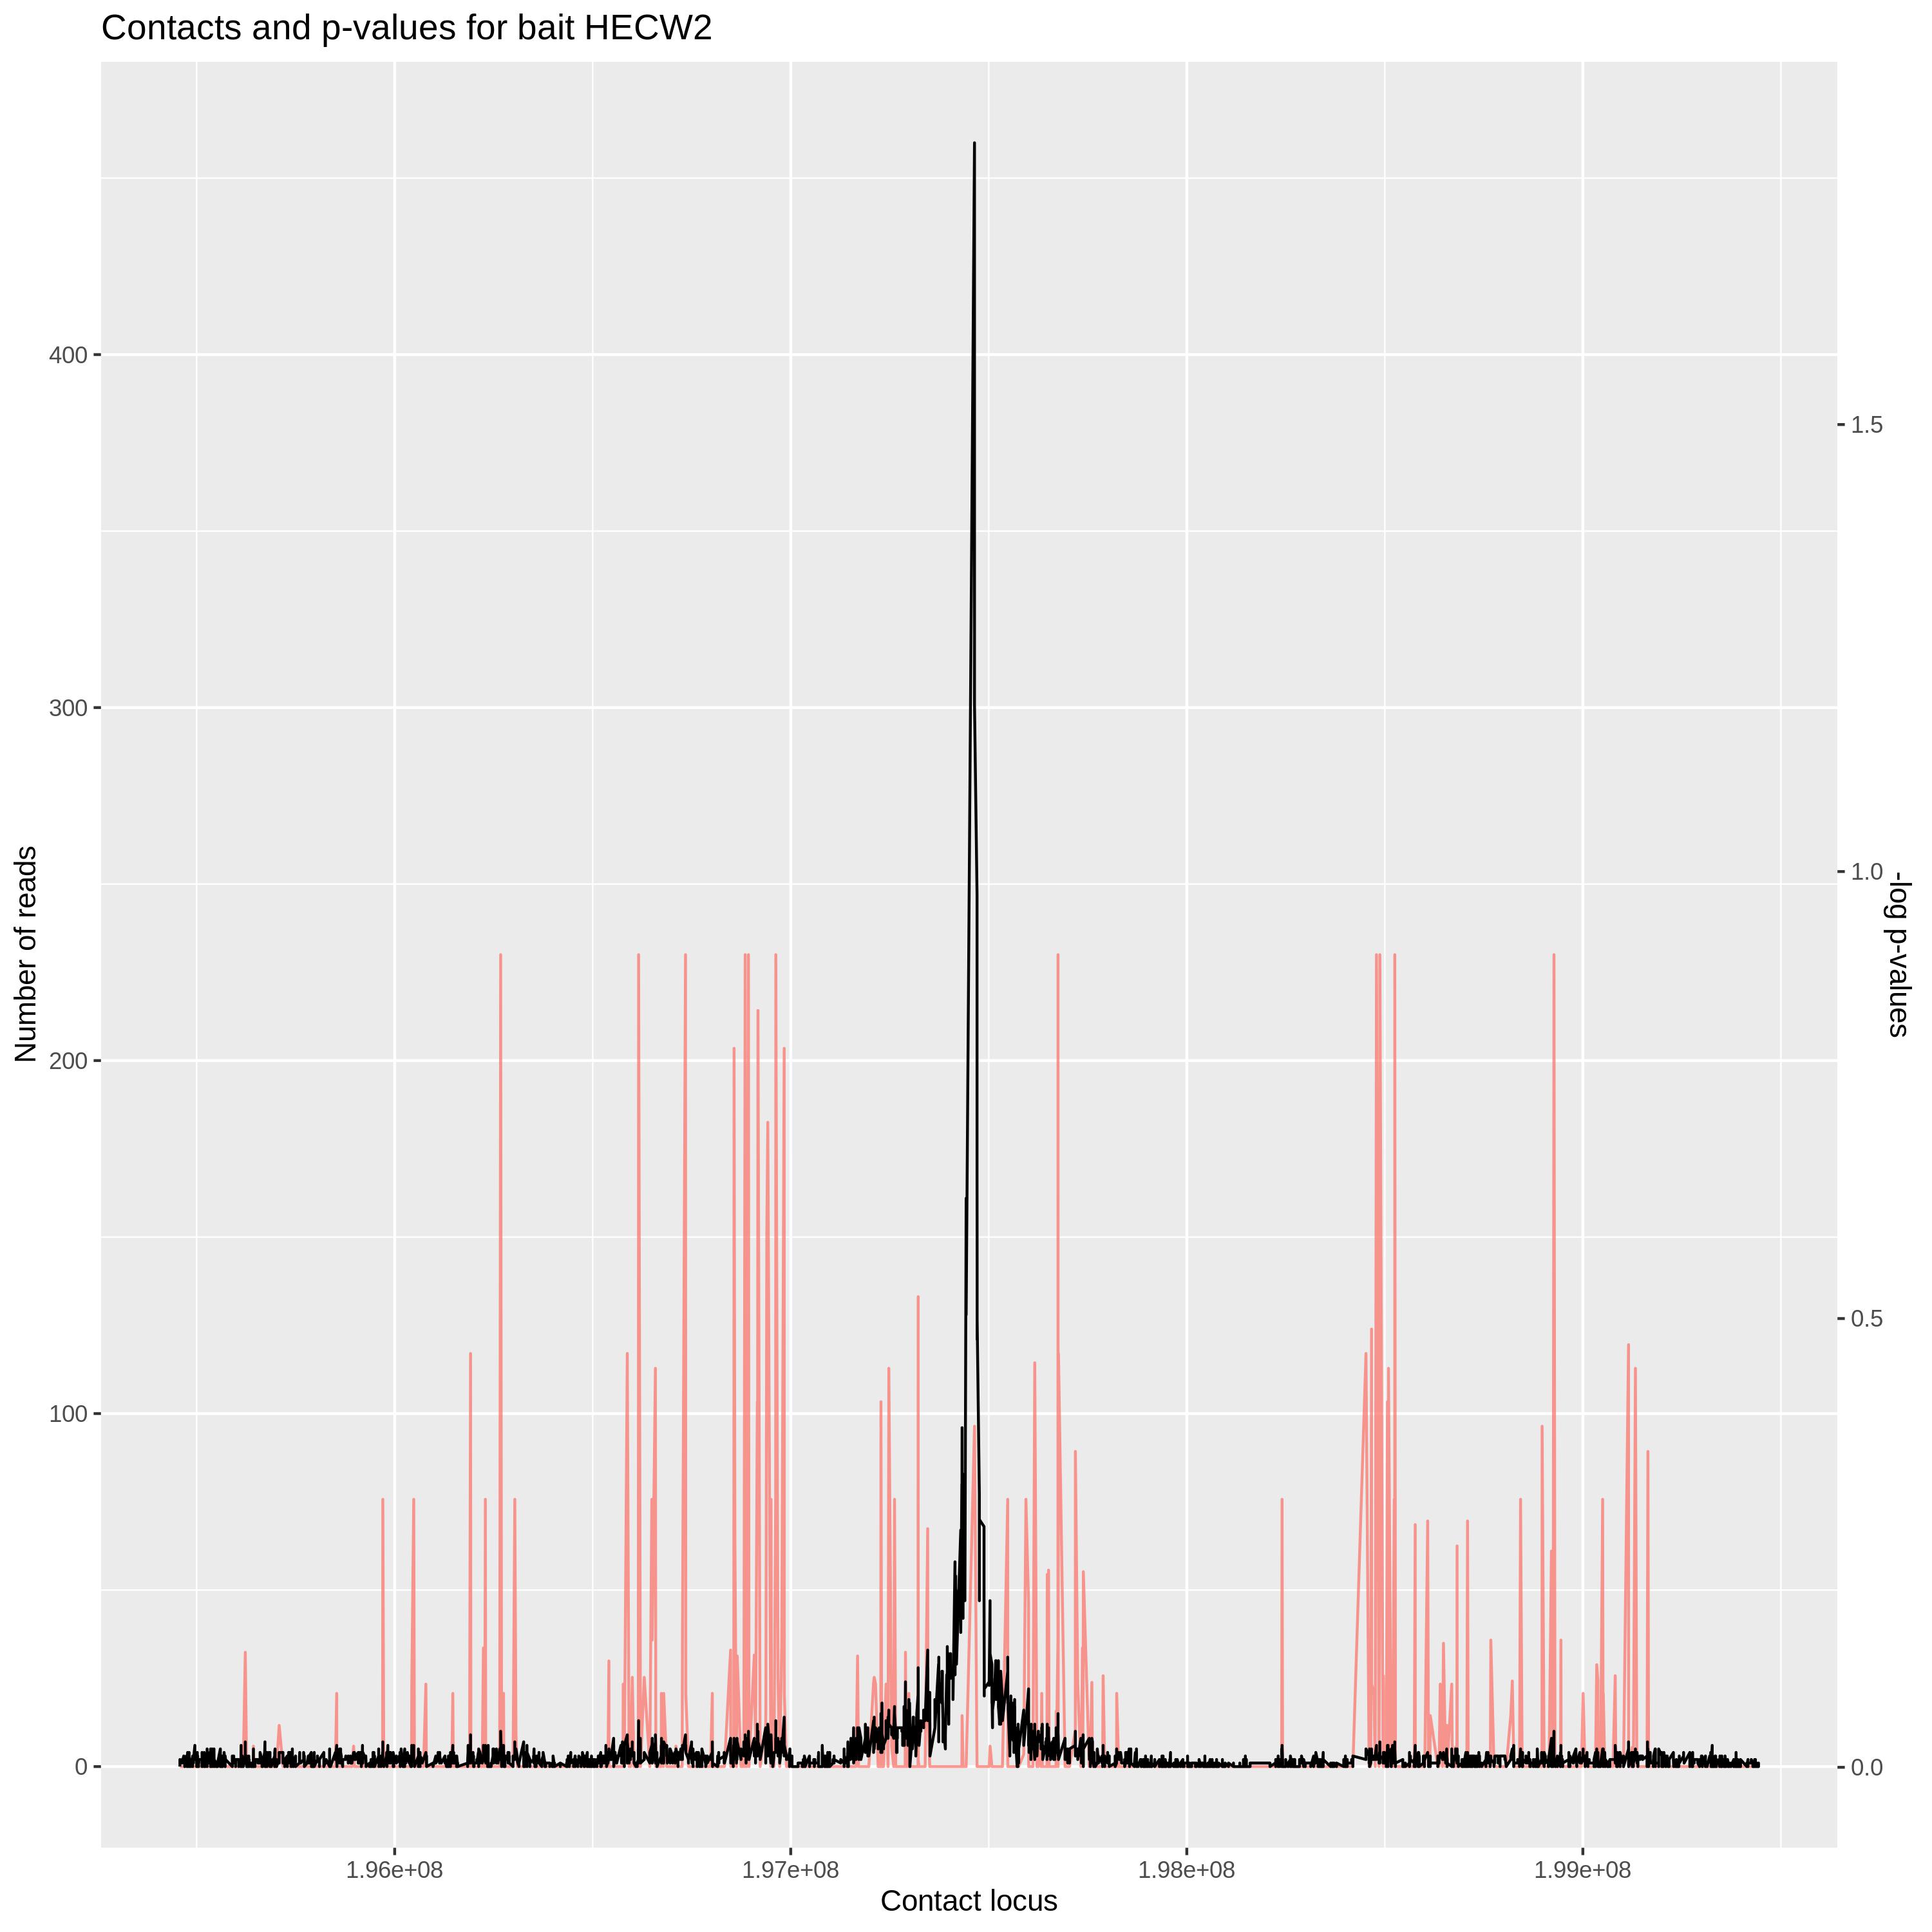 Contacts and p-values for bait HECW2
Number of reads
400
300
200
100
0
1.5
1.0
0.5
0.0
-log p-values
1.96e+08
1.97e+08
1.98e+08
1.99e+08
Contact locus